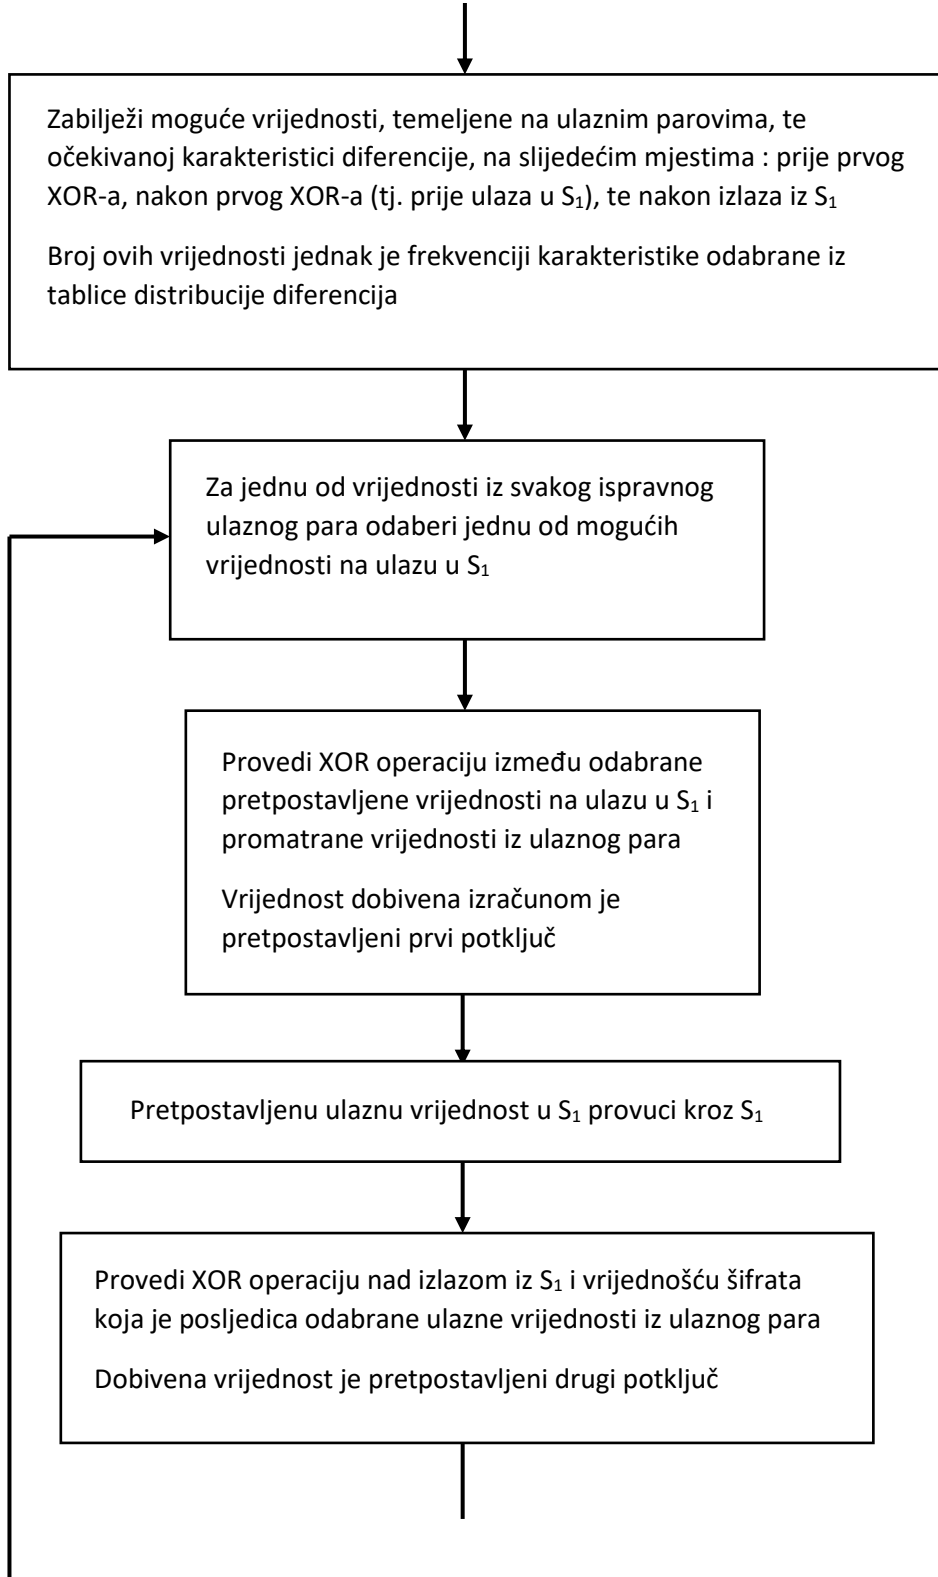 Zabilježi moguće vrijednosti, temeljene na ulaznim parovima, te
očekivanoj karakteristici diferencije, na slijedećim mjestima : prije prvog
XOR-a, nakon prvog XOR-a (tj. prije ulaza u S₁), te nakon izlaza iz S₁
Broj ovih vrijednosti jednak je frekvenciji karakteristike odabrane iz
tablice distribucije diferencija
Za jednu od vrijednosti iz svakog ispravnog
ulaznog para odaberi jednu od mogućih
vrijednosti na ulazu u S₁
Provedi XOR operaciju između odabrane
pretpostavljene vrijednosti na ulazu u S₁ i
promatrane vrijednosti iz ulaznog para
Vrijednost dobivena izračunom je
pretpostavljeni prvi potključ
Pretpostavljenu ulaznu vrijednost u S₁ provuci kroz S₁
Provedi XOR operaciju nad izlazom iz S₁ i vrijednošću šifrata
koja je posljedica odabrane ulazne vrijednosti iz ulaznog para
Dobivena vrijednost je pretpostavljeni drugi potključ